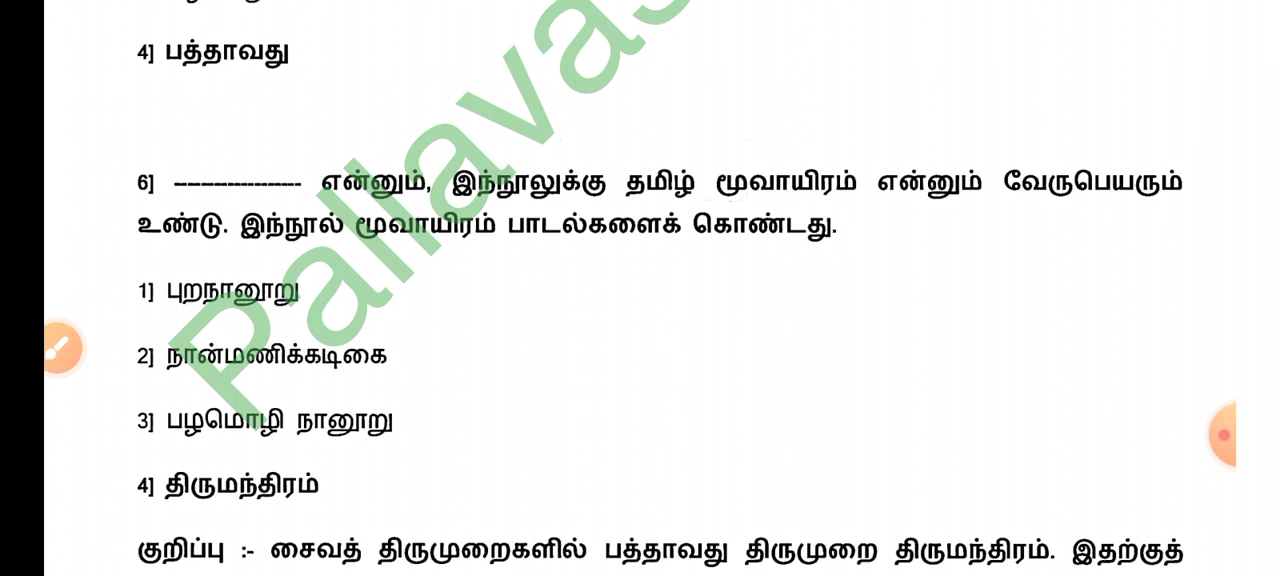 4] பத்தாவது
6] ------------------ என்னும், இந்நூலுக்கு தமிழ் மூவாயிரம் என்னும் வேருபெயரும்
உண்டு. இந்நூல் மூவாயிரம் பாடல்களைக் கொண்டது.
1] புறநானூறு
2] நான்மணிக்கடிகை
3] பழமொழி நானூறு
4] திருமந்திரம்
குறிப்பு :- சைவத் திருமுறைகளில் பத்தாவது திருமுறை திருமந்திரம். இதற்குத்